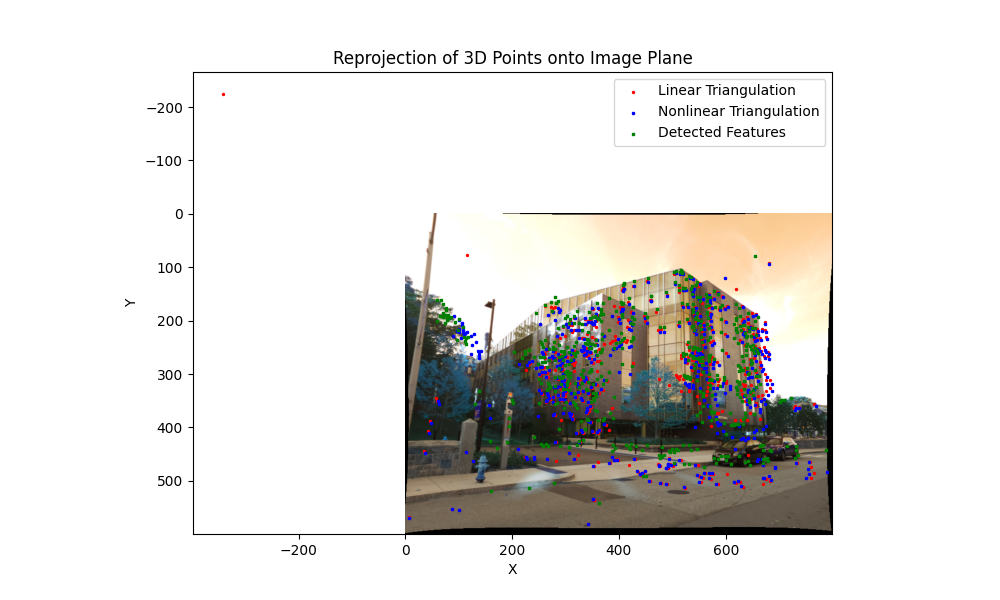 Reprojection of 3D Points onto Image Plane
Linear Triangulation
Nonlinear Triangulation
Detected Features
−200
−100
0
100
200
300
400
500
Y
−200
0
200
400
600
X